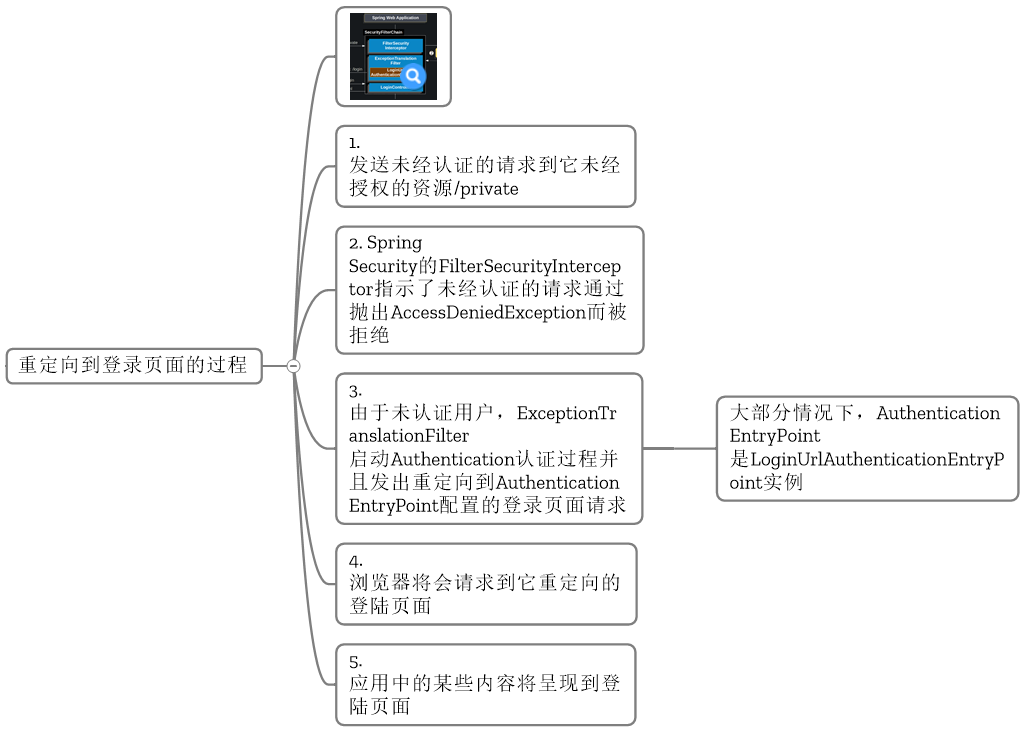 重定向到登录页面的过程
Spring Web Application
SecurityFilterChain
FilterSecurity
Interceptor
ExceptionTranslation
Filter
1.
发送未经认证的请求到它未经
授权的资源/private
2. Spring
Security的FilterSecurityIntercep
tor指示了未经认证的请求通过
抛出AccessDeniedException而被
拒绝
3.
由于未认证用户，ExceptionTr
anslationFilter
启动Authentication认证过程并
且发出重定向到Authentication
EntryPoint配置的登录页面请求
大部分情况下，Authentication
EntryPoint
是LoginUrlAuthenticationEntryP
oint实例
4.
浏览器将会请求到它重定向的
登陆页面
5.
应用中的某些内容将呈现到登
陆页面